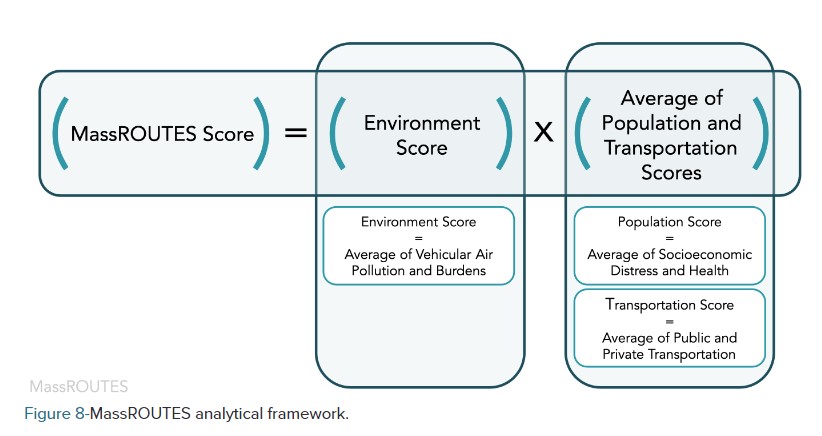 (MassROUTES Score) = (Environment Score) X (Average of Population and Transportation Scores)
Environment Score
=
Average of Vehicular Air
Pollution and Burdens
Population Score
=
Average of Socioeconomic
Distress and Health
Transportation Score
=
Average of Public and
Private Transportation
MassROUTES
Figure 8-MassROUTES analytical framework.